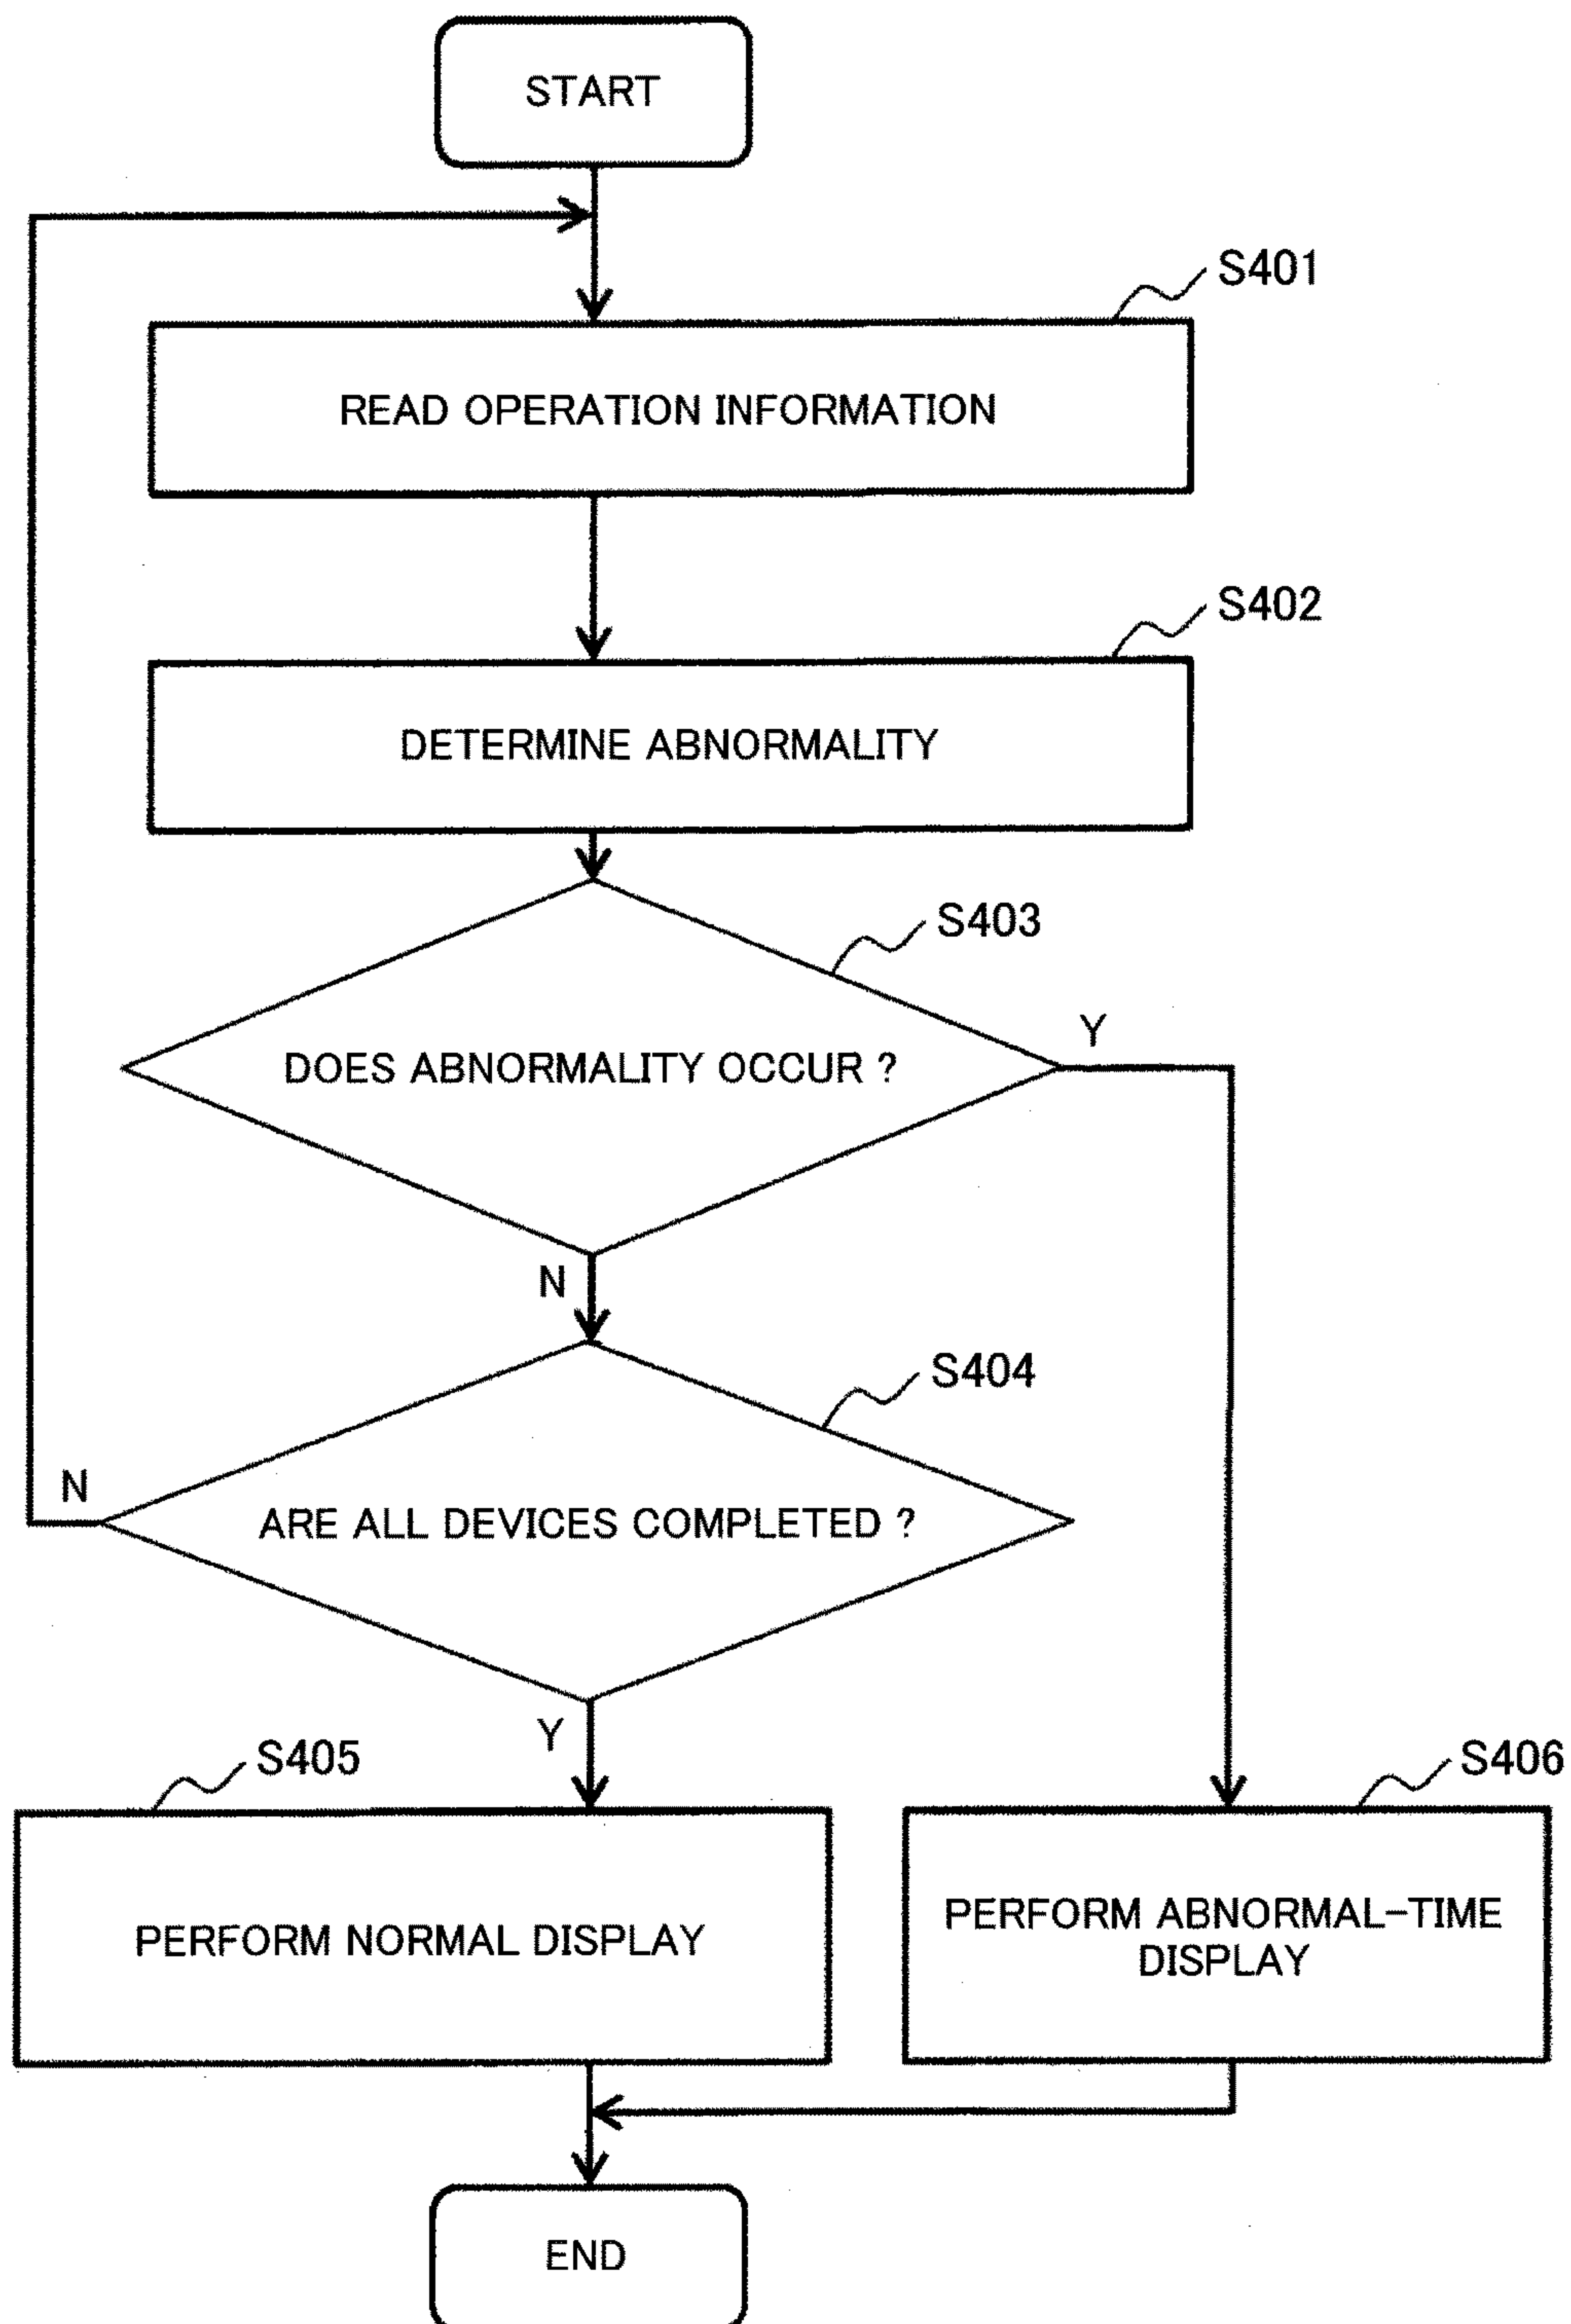 START
S401
READ OPERATION INFORMATION
S402
DETERMINE ABNORMALITY
S403
Y
DOES ABNORMALITY OCCUR ?
N
S404
N
ARE ALL DEVICES COMPLETED ?
Y
S405
S406
PERFORM NORMAL DISPLAY
PERFORM ABNORMAL-TIME
DISPLAY
END